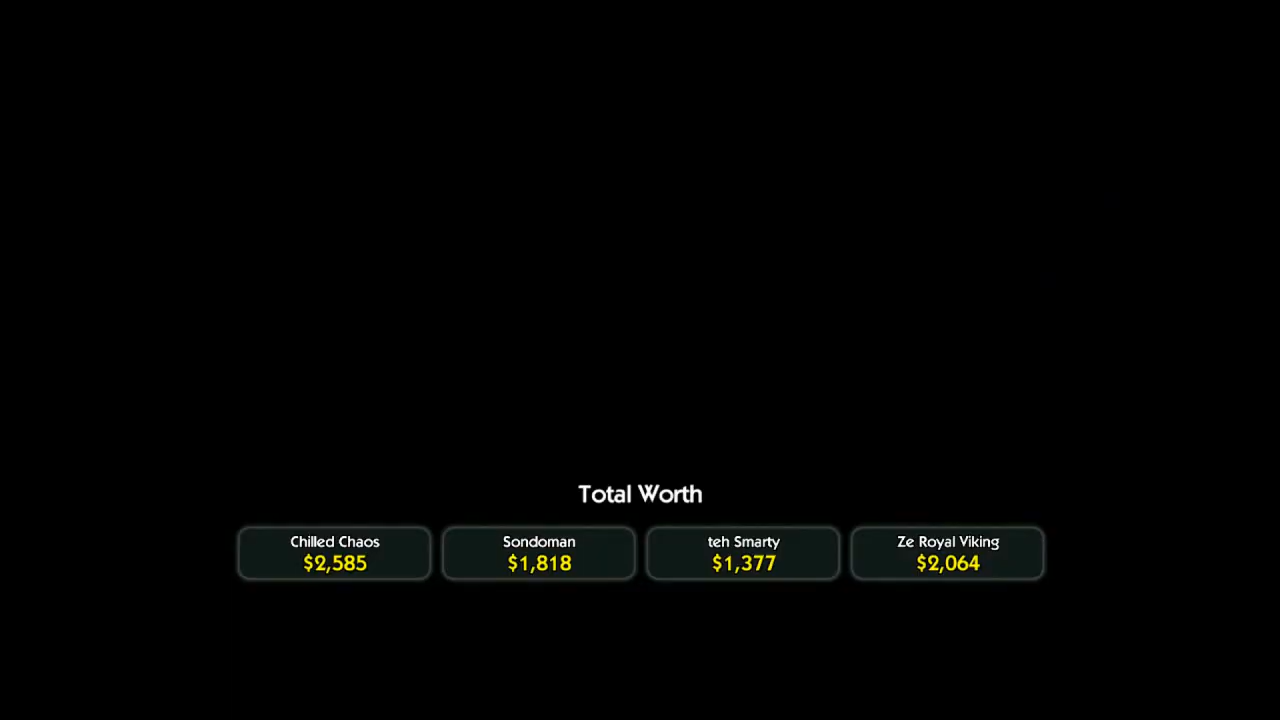 Total Worth
Chilled Chaos
$2,585
Sondoman
$1,818
teh Smarty
$1,377
Ze Royal Viking
$2,064